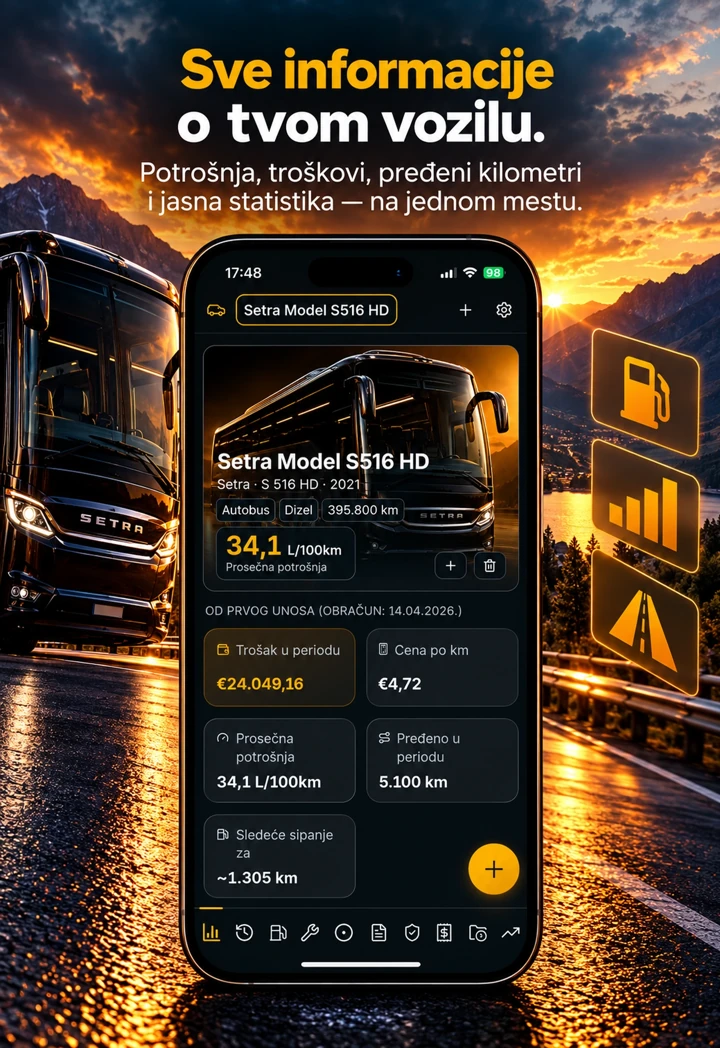 Sve informacije
o tvom vozilu.
Potrošnja, troškovi, pređeni kilometri
i jasna statistika — na jednom mestu.
17:48
98
Setra Model S516 HD
Setra Model S516 HD
Setra · S 516 HD · 2021
Autobus
Dizel
395.800 km
SETRA
SETRA
34,1 L/100km
Prosečna potrošnja
OD PRVOG UNOSA (OBRAČUN: 14.04.2026.)
Trošak u periodu
€24.049,16
Cena po km
€4,72
Prosečna
potrošnja
34,1 L/100km
Pređeno u
periodu
5.100 km
Sledeće sipanje
za
~1.305 km